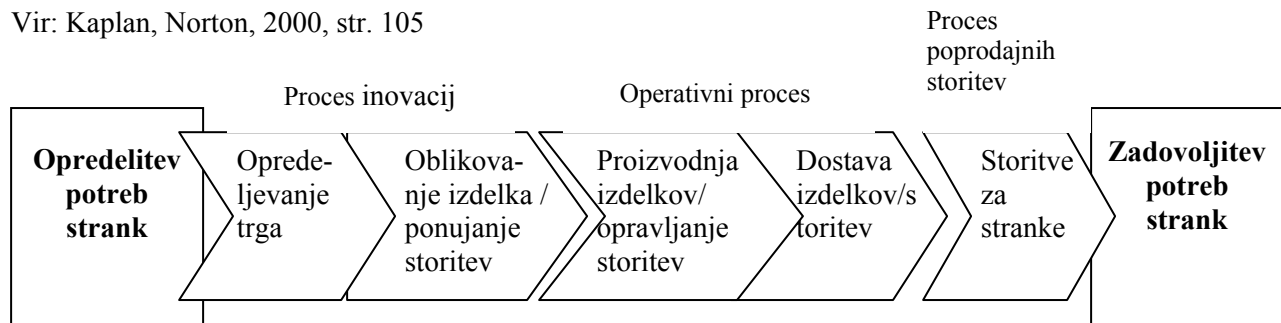 Vir: Kaplan, Norton, 2000, str. 105
Proces
poprodajnih
storitev
Proces inovacij
Operativni proces
Opredelitev
potreb
strank
Oprede-
ljevanje
trga
Oblikova-
nje izdelka /
ponujanje
storitev
Proizvodnja
izdelkov/
opravljanje
storitev
Dostava
izdelkov/s
toritev
Storitve
za
stranke
Zadovoljitev
potreb
strank